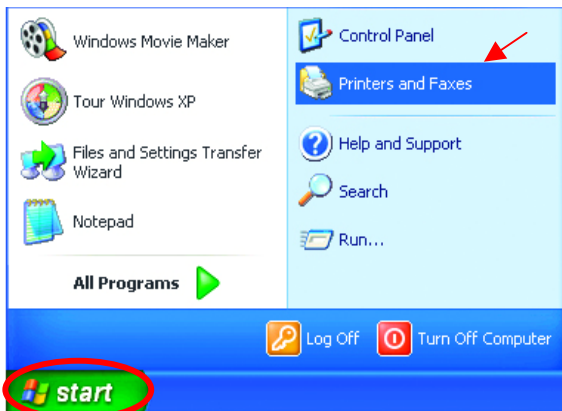 Windows Movie Maker
Tour Windows XP
Files and Settings Transfer
Wizard
Notepad
All Programs
Control Panel
Printers and Faxes
Help and Support
Search
Run...
Log Off
Turn Off Computer
start